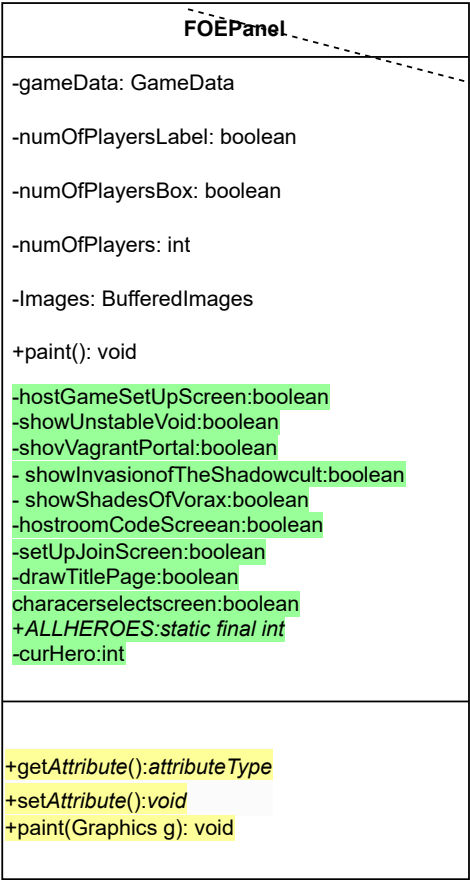 FOEPanel
-gameData: GameData
-numOfPlayersLabel: boolean
-numOfPlayersBox: boolean
-numOfPlayers: int
-Images: BufferedImages
+paint(): void
-hostGameSetUpScreen:boolean
-showUnstableVoid:boolean
-shovVagrantPortal:boolean
- showInvasionofTheShadowcult:boolean
- showShadesOfVorax:boolean
-hostroomCodeScreean:boolean
-setUpJoinScreen:boolean
-drawTitlePage:boolean
characerselectscreen:boolean
+ALLHEROES:static final int
-curHero:int
+getAttribute():attributeType
+setAttribute():void
+paint(Graphics g): void